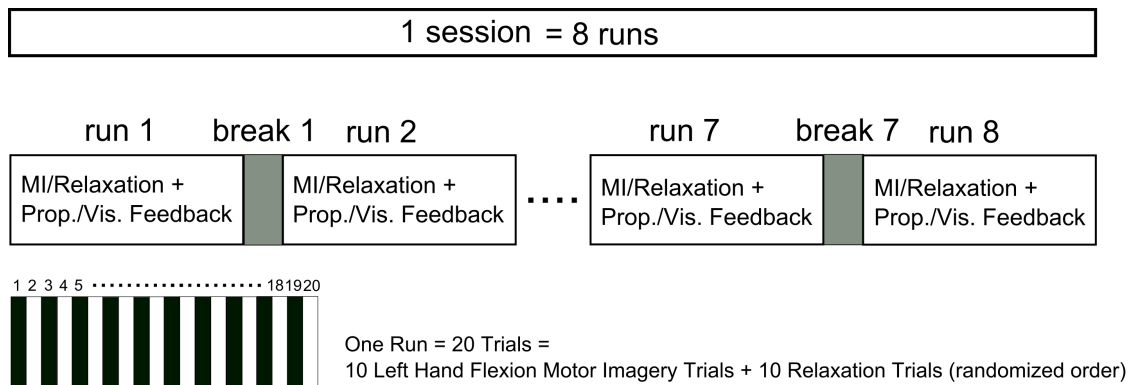 1 session = 8 runs
run 1 break 1 run 2 run 7 break 7 run 8
MI/Relaxation + MI/Relaxation + MI/Relaxation + MI/Relaxation +
Prop./Vis. Feedback Prop./Vis. Feedback .... Prop./Vis. Feedback Prop./Vis. Feedback
1 2 3 4 5 ...................... 18 19 20
One Run = 20 Trials =
10 Left Hand Flexion Motor Imagery Trials + 10 Relaxation Trials (randomized order)